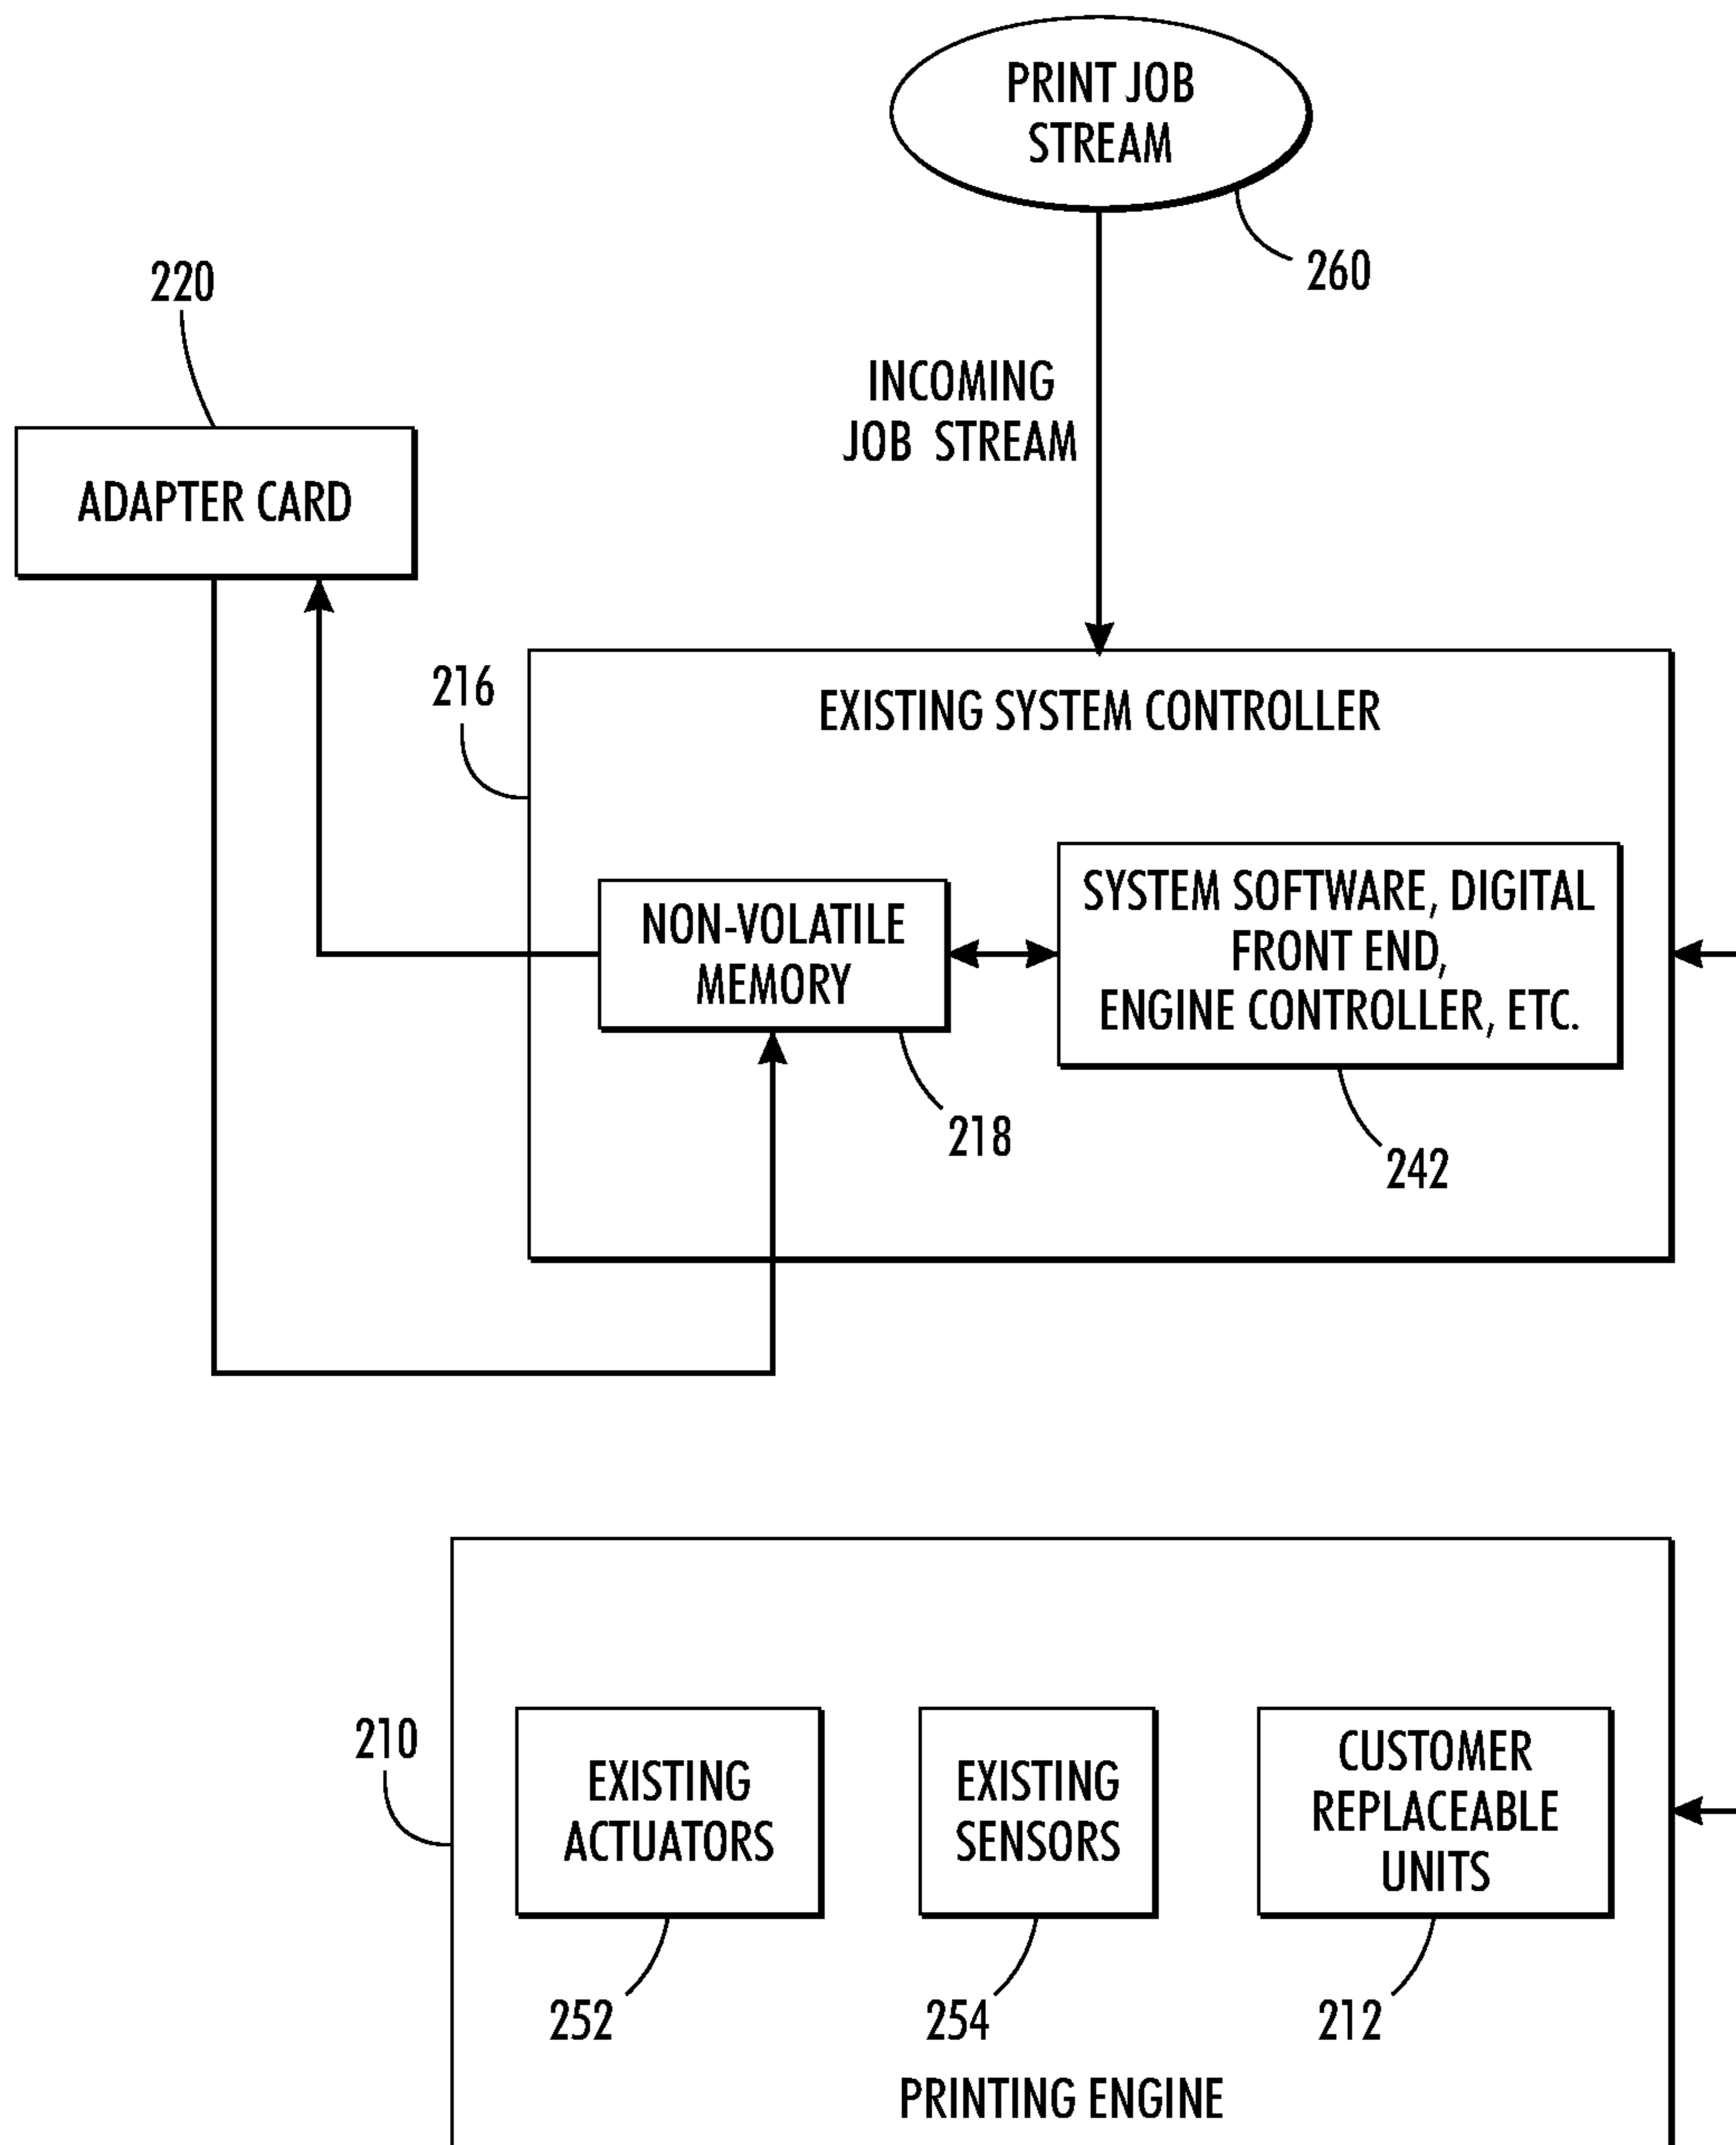 PRINT JOB
STREAM
260
220
INCOMING
JOB STREAM
ADAPTER CARD
216
EXISTING SYSTEM CONTROLLER
NON-VOLATILE
MEMORY
SYSTEM SOFTWARE, DIGITAL
FRONT END,
ENGINE CONTROLLER, ETC.
218
242
210
EXISTING
ACTUATORS
EXISTING
SENSORS
CUSTOMER
REPLACEABLE
UNITS
252
254
212
PRINTING ENGINE